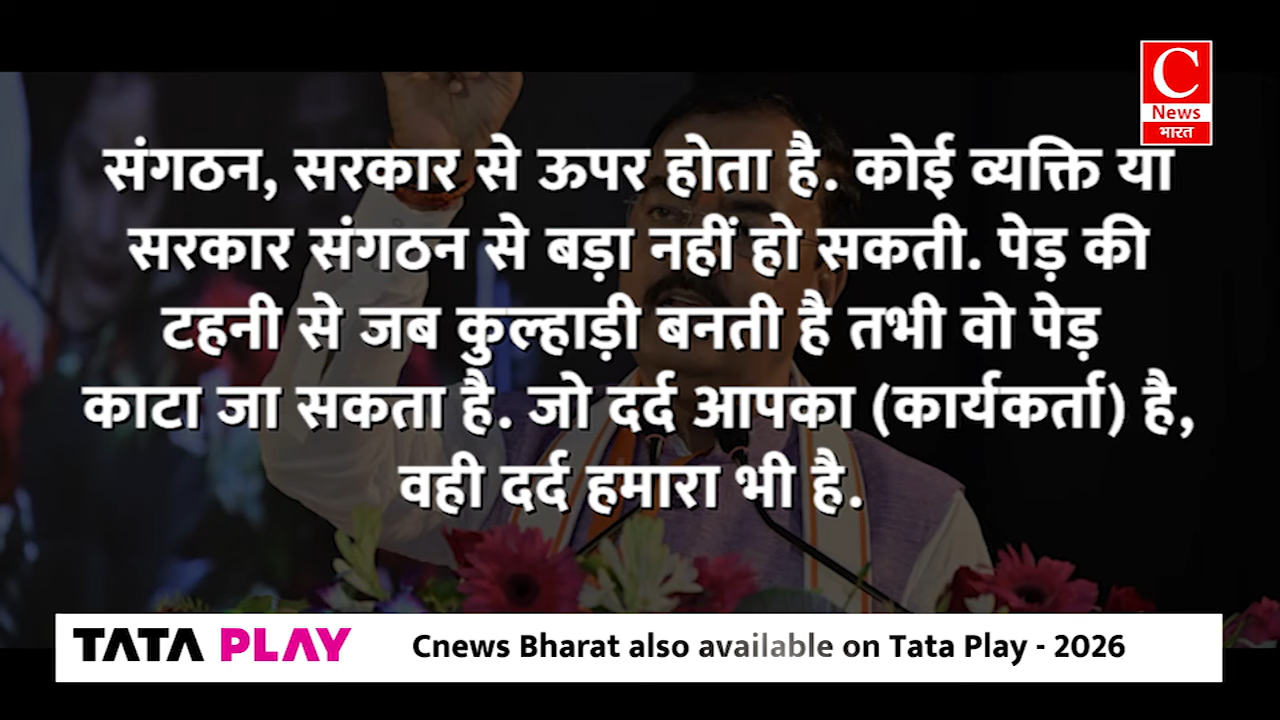 C
News
भारत
संगठन, सरकार से ऊपर होता है. कोई व्यक्ति या
सरकार संगठन से बड़ा नहीं हो सकती. पेड़ की
टहनी से जब कुल्हाड़ी बनती है तभी वो पेड़
काटा जा सकता है. जो दर्द आपका (कार्यकर्ता) है,
वही दर्द हमारा भी है.
TATA PLAY
Cnews Bharat also available on Tata Play - 2026